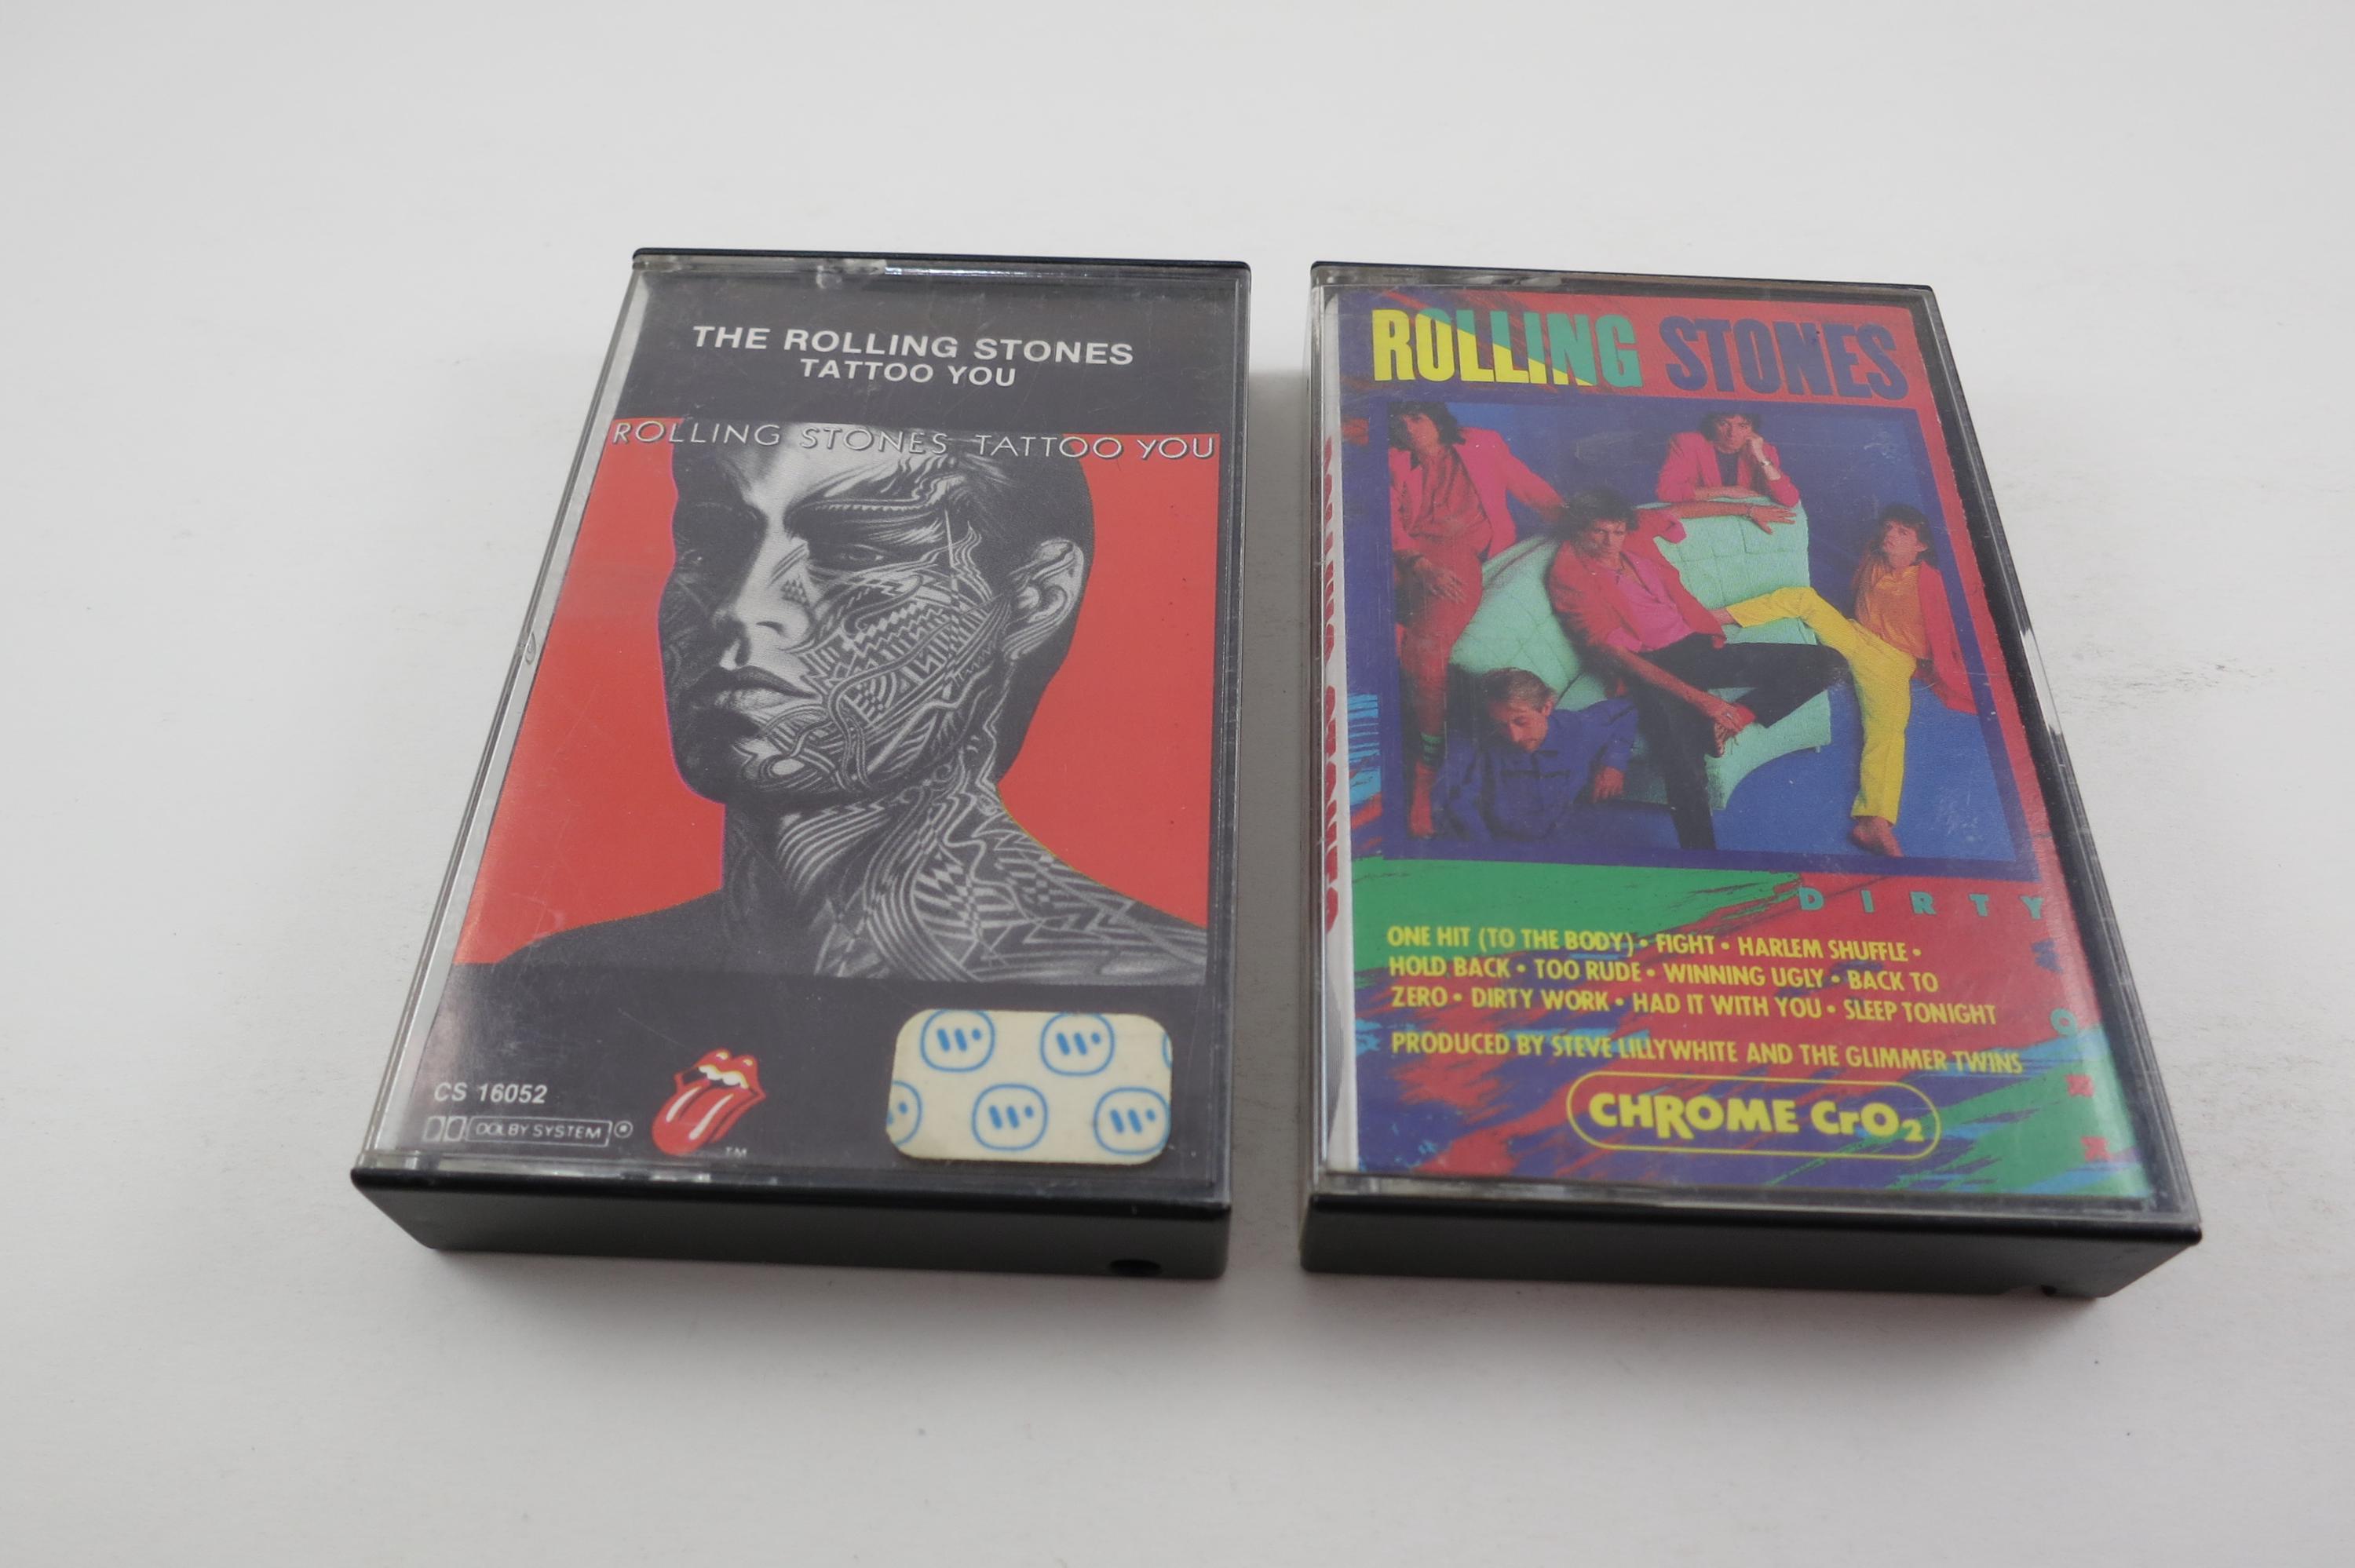 THE ROLLING STONES
TATTOO YOU
ROLLING STONES TATTOO YOU
CS 16052
DOLBY SYSTEM ®
TM
ROLLING STONES
DIRTY
WORK
ONE HIT (TO THE BODY) • FIGHT • HARLEM SHUFFLE •
HOLD BACK • TOO RUDE • WINNING UGLY • BACK TO
ZERO • DIRTY WORK • HAD IT WITH YOU • SLEEP TONIGHT
PRODUCED BY STEVE LILLYWHITE AND THE GLIMMER TWINS
CHROME CrO2